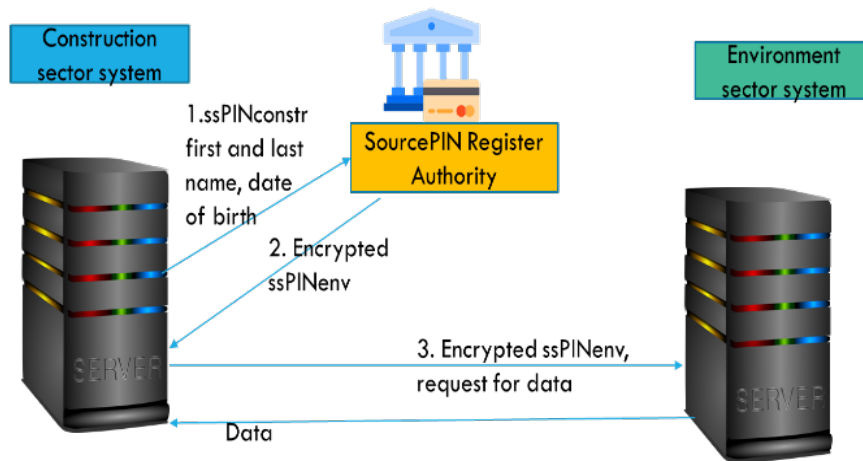 Construction
sector system
1.ssPINconstr
first and last
name, date
of birth
SourcePIN Register
Authority
Environment
sector system
2. Encrypted
ssPINenv
3. Encrypted ssPINenv,
request for data
Data
SERVER
SERVER